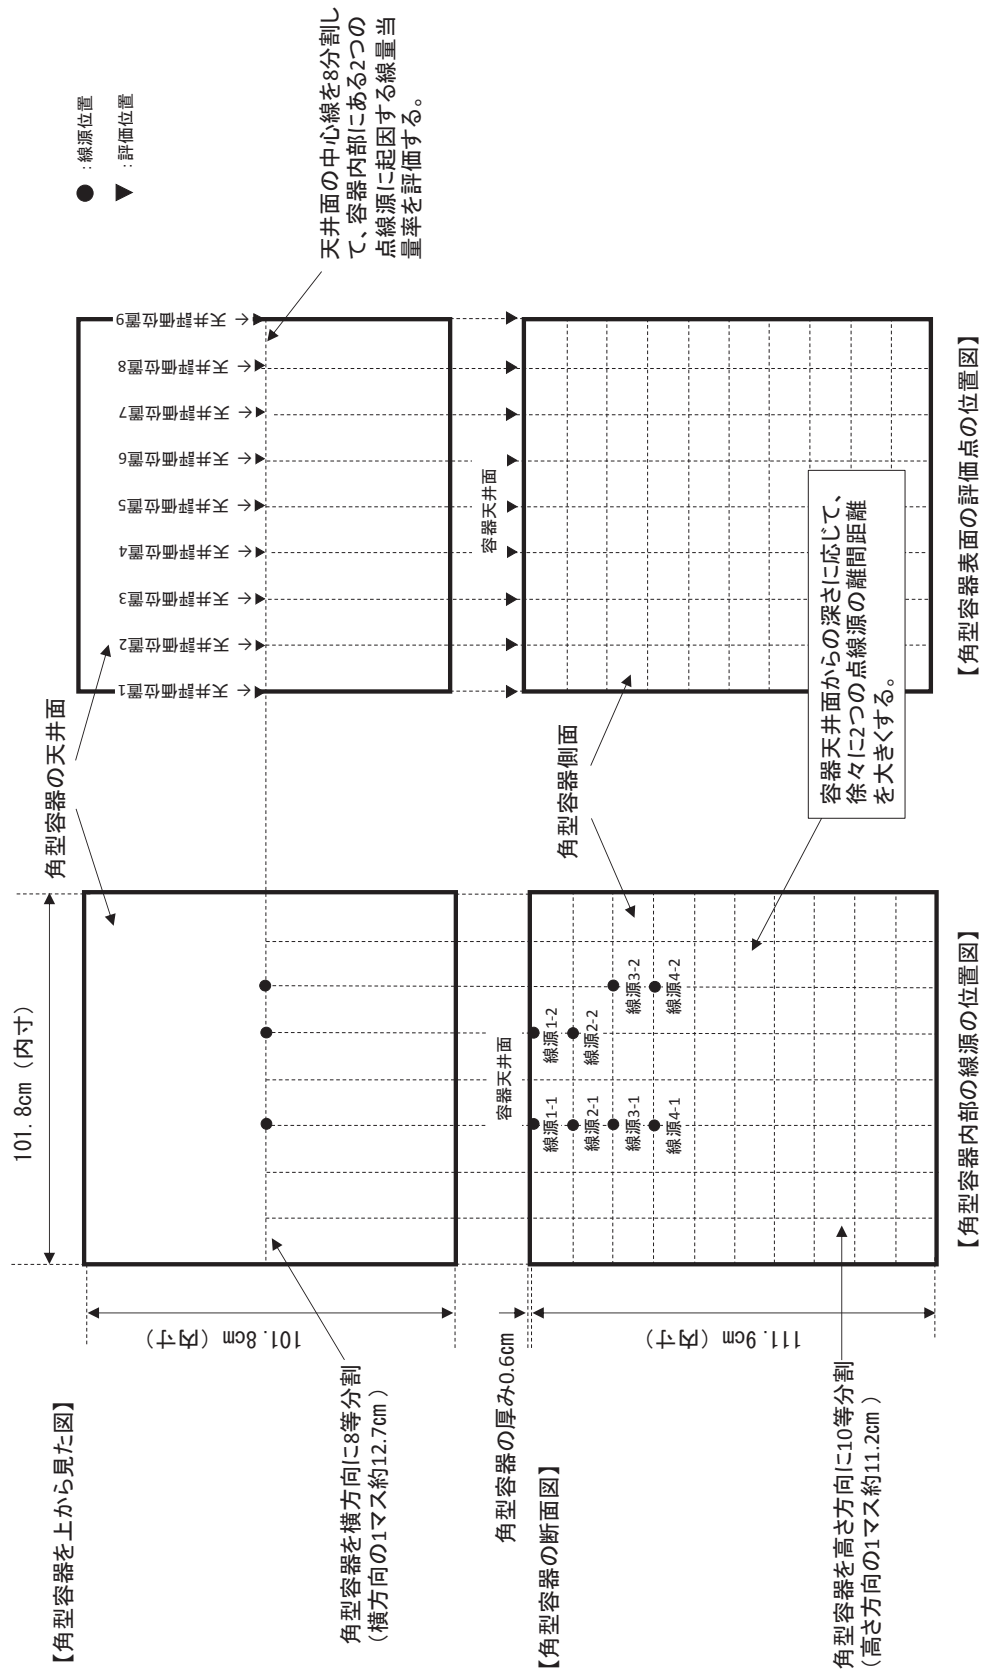 【角型容器を上から見た図】
101.8cm（内寸）
101.8cm（内寸）
角型容器を横方向に8等分割
（横方向の1マス約12.7cm）
角型容器の天井面
天井評価位置1
天井評価位置2
天井評価位置3
天井評価位置4
天井評価位置5
天井評価位置6
天井評価位置7
天井評価位置8
天井評価位置9
●：線源位置
▼：評価位置
天井面の中心線を8分割し
て、容器内部にある2つの
点線源に起因する線量当
量率を評価する。
角型容器の厚み0.6cm
【角型容器の断面図】
111.9cm（内寸）
角型容器を高さ方向に10等分割
（高さ方向の1マス約11.2cm）
容器天井面
線源1-1
線源1-2
線源2-1
線源2-2
線源3-1
線源3-2
線源4-1
線源4-2
角型容器側面
容器天井面
容器天井面からの深さに応じて、
徐々に2つの点線源の離間距離
を大きくする。
【角型容器内部の線源の位置図】
【角型容器表面の評価点の位置図】